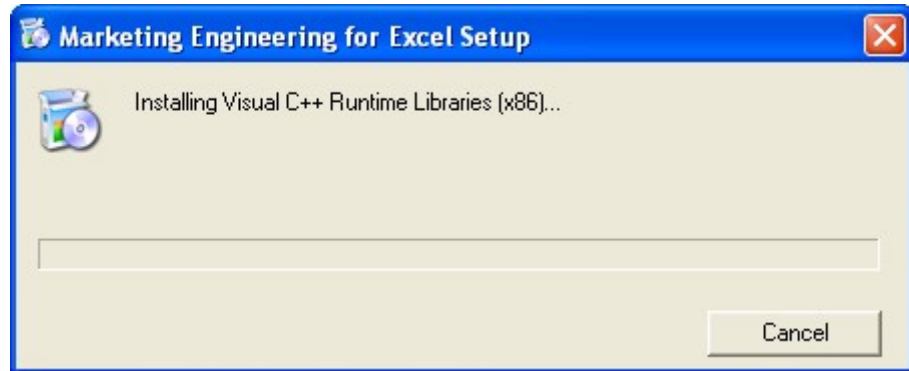 Marketing Engineering for Excel Setup
Installing Visual C++ Runtime Libraries (x86)...
Cancel